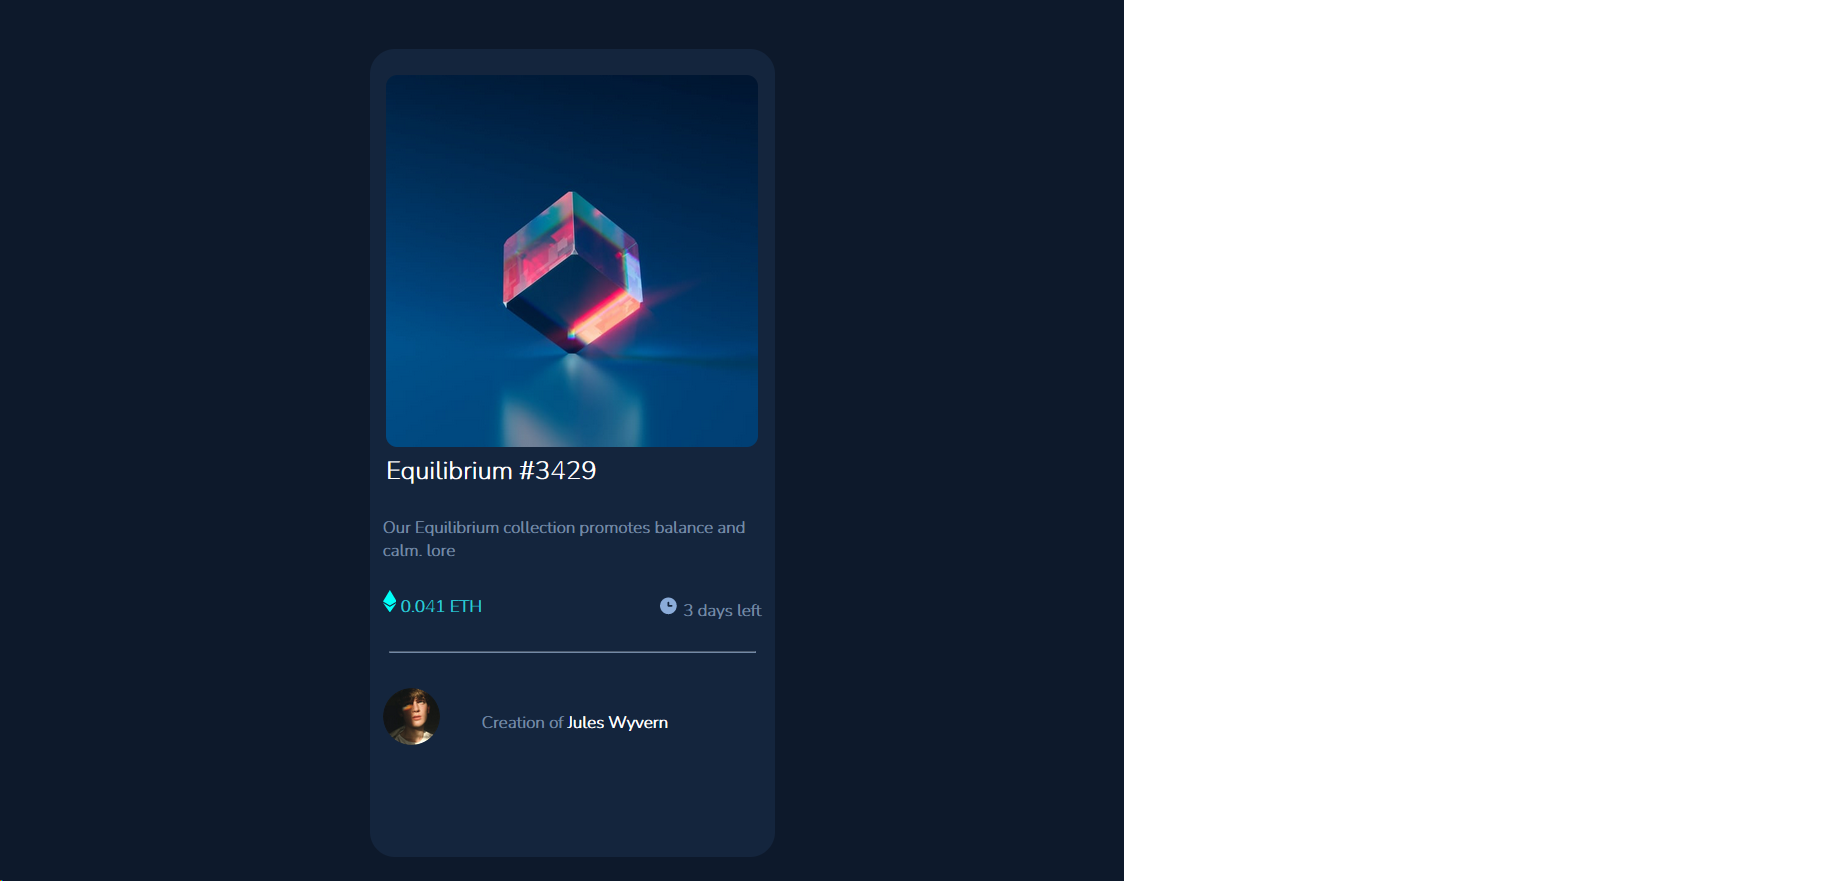 Equilibrium #3429
Our Equilibrium collection promotes balance and
calm. lore
0.041 ETH
3 days left
Creation of Jules Wyvern